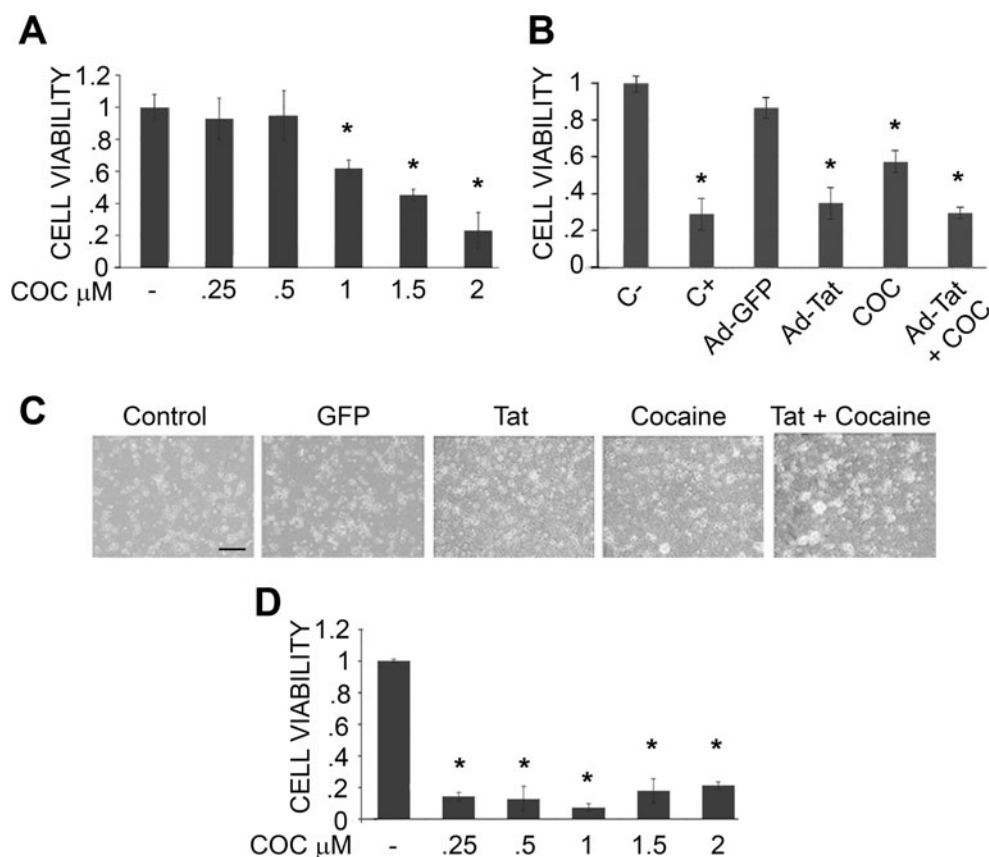 A
CELL VIABILITY
1.2
1
.8
.6
.4
.2
0
* * *
COC μM - .25 .5 1 1.5 2
B
CELL VIABILITY
1
.8
.6
.4
.2
0
* * * *
C-
C+
Ad-GFP
Ad-Tat
COC
Ad-Tat
+ COC
C
Control GFP Tat Cocaine Tat + Cocaine
D
CELL VIABILITY
1.2
1
.8
.6
.4
.2
0
* * * * *
COC μM - .25 .5 1 1.5 2